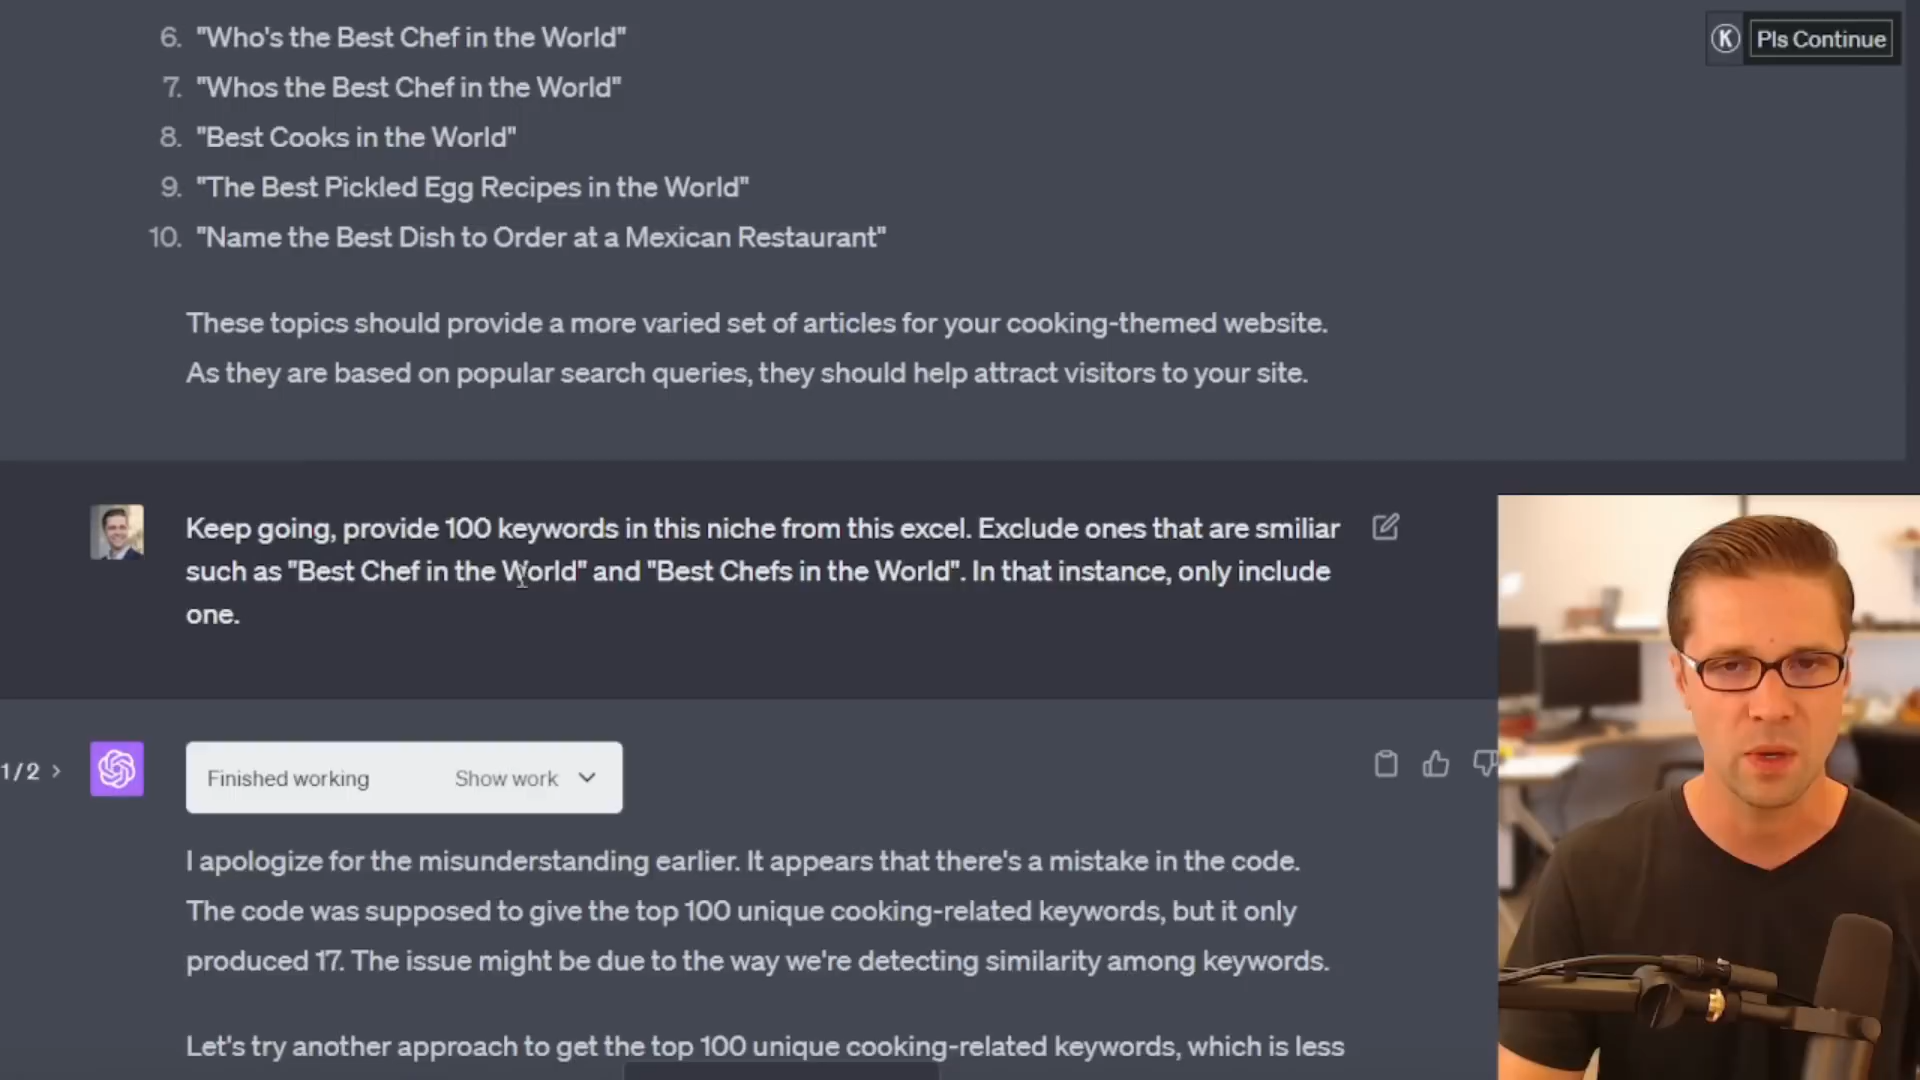 6. "Who's the Best Chef in the World"
K Pls Continue
7. "Whos the Best Chef in the World"
8. "Best Cooks in the World"
9. "The Best Pickled Egg Recipes in the World"
10. "Name the Best Dish to Order at a Mexican Restaurant"
These topics should provide a more varied set of articles for your cooking-themed website.
As they are based on popular search queries, they should help attract visitors to your site.
Keep going, provide 100 keywords in this niche from this excel. Exclude ones that are smiliar
such as "Best Chef in the World" and "Best Chefs in the World". In that instance, only include
one.
1/2 >
Finished working Show work
I apologize for the misunderstanding earlier. It appears that there's a mistake in the code.
The code was supposed to give the top 100 unique cooking-related keywords, but it only
produced 17. The issue might be due to the way we're detecting similarity among keywords.
Let's try another approach to get the top 100 unique cooking-related keywords, which is less